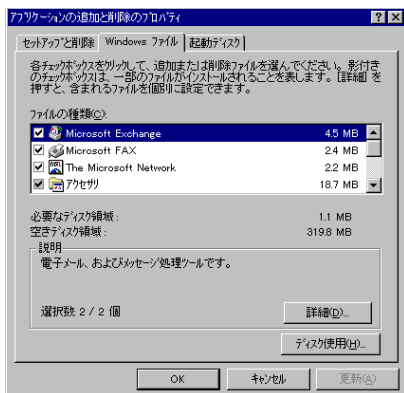 アプリケーションの追加と削除のプロパティ
セットアップと削除 Windows ファイル 起動ディスク
各チェックボックスをクリックして、追加または削除ファイルを選んでください。影付き
のチェックボックスは、一部のファイルがインストールされることを表します。[詳細] を
押すと、含まれるファイルを個別に設定できます。
ファイルの種類(C):
Microsoft Exchange 4.5 MB
Microsoft FAX 2.4 MB
The Microsoft Network 2.2 MB
アクセサリ 18.7 MB
必要なディスク領域: 1.1 MB
空きディスク領域: 319.8 MB
説明
電子メール、およびメッセージ処理ツールです。
選択数 2 / 2 個
詳細(D)...
ディスク使用(H)...
OK キャンセル 更新(A)